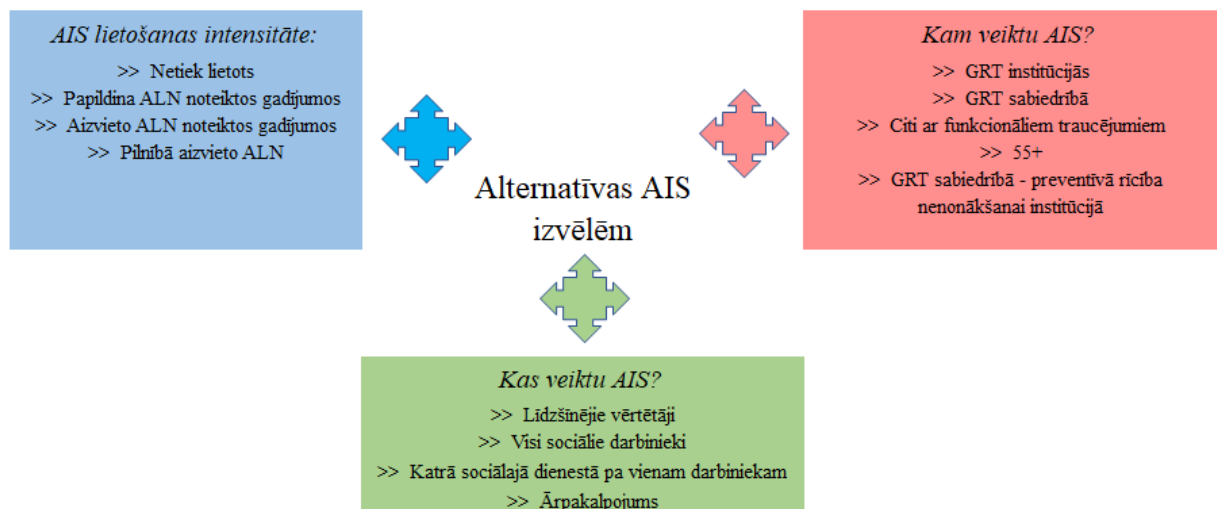 AIS lietošanas intensitāte:
>> Netiek lietots
>> Papildina ALN noteiktos gadījumos
>> Aizvieto ALN noteiktos gadījumos
>> Pilnībā aizvieto ALN
Kam veiktu AIS?
>> GRT institūcijās
>> GRT sabiedrībā
>> Citi ar funkcionāliem traucējumiem
>> 55+
>> GRT sabiedrībā - preventīvā rīcība
nenonākšanai institūcijā
Alternatīvas AIS
izvēlēm
Kas veiktu AIS?
>> Līdzšīnējie vērtētāji
>> Visi sociālie darbinieki
>> Katrā sociālajā dienestā pa vienam darbiniekam
>> Ārpakalpojums